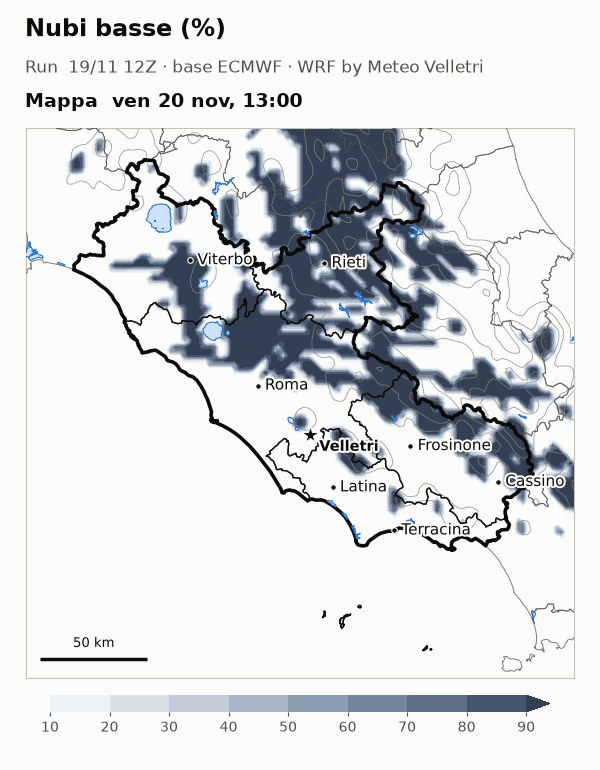 Nubi basse (%)
Run  19/11 12Z · base ECMWF · WRF by Meteo Velletri
Mappa  ven 20 nov, 13:00
Viterbo
Rieti
Roma
Velletri
Frosinone
Latina
Cassino
Terracina
50 km
10 20 30 40 50 60 70 80 90